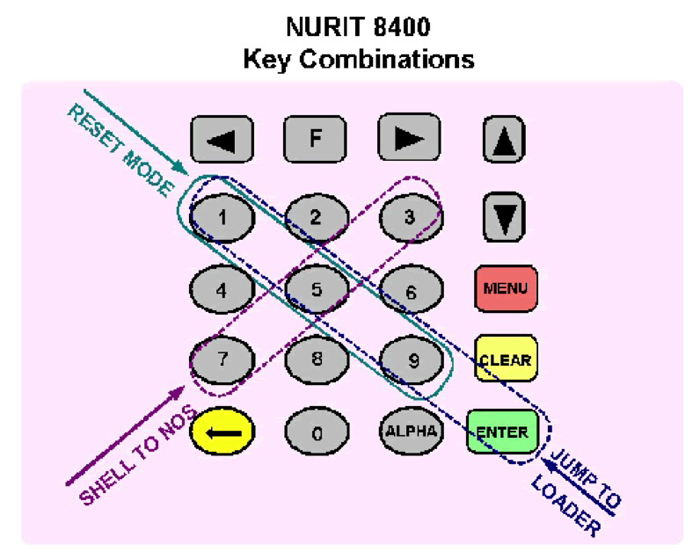 NURIT 8400
Key Combinations
RESET MODE
F
1 2 3
4 5 6 MENU
7 8 9 CLEAR
0 ALPHA ENTER
SHELL TO NOS
JUMP TO
LOADER